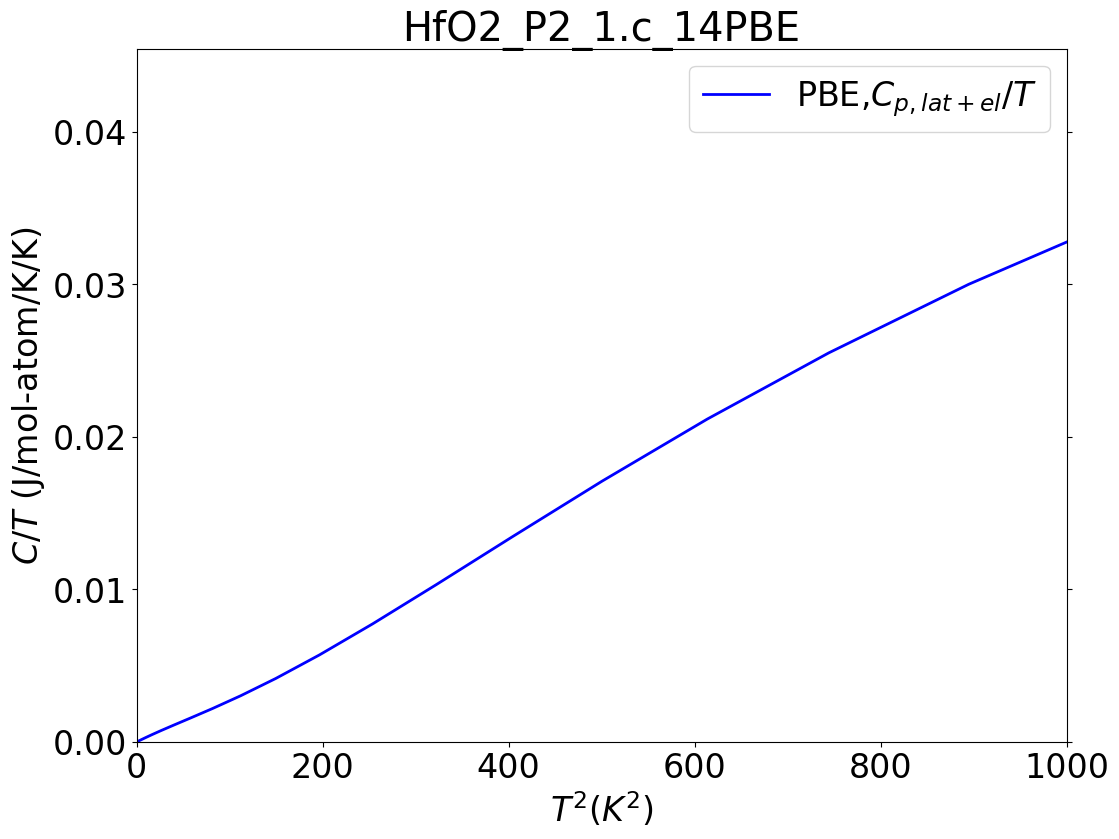 HfO2_P2_1.c_14PBE
PBE,C_{p, lat+el}/T
0.04
0.03
0.02
0.01
0.00
C/T (J/mol-atom/K/K)
0 200 400 600 800 1000
T^2(K^2)